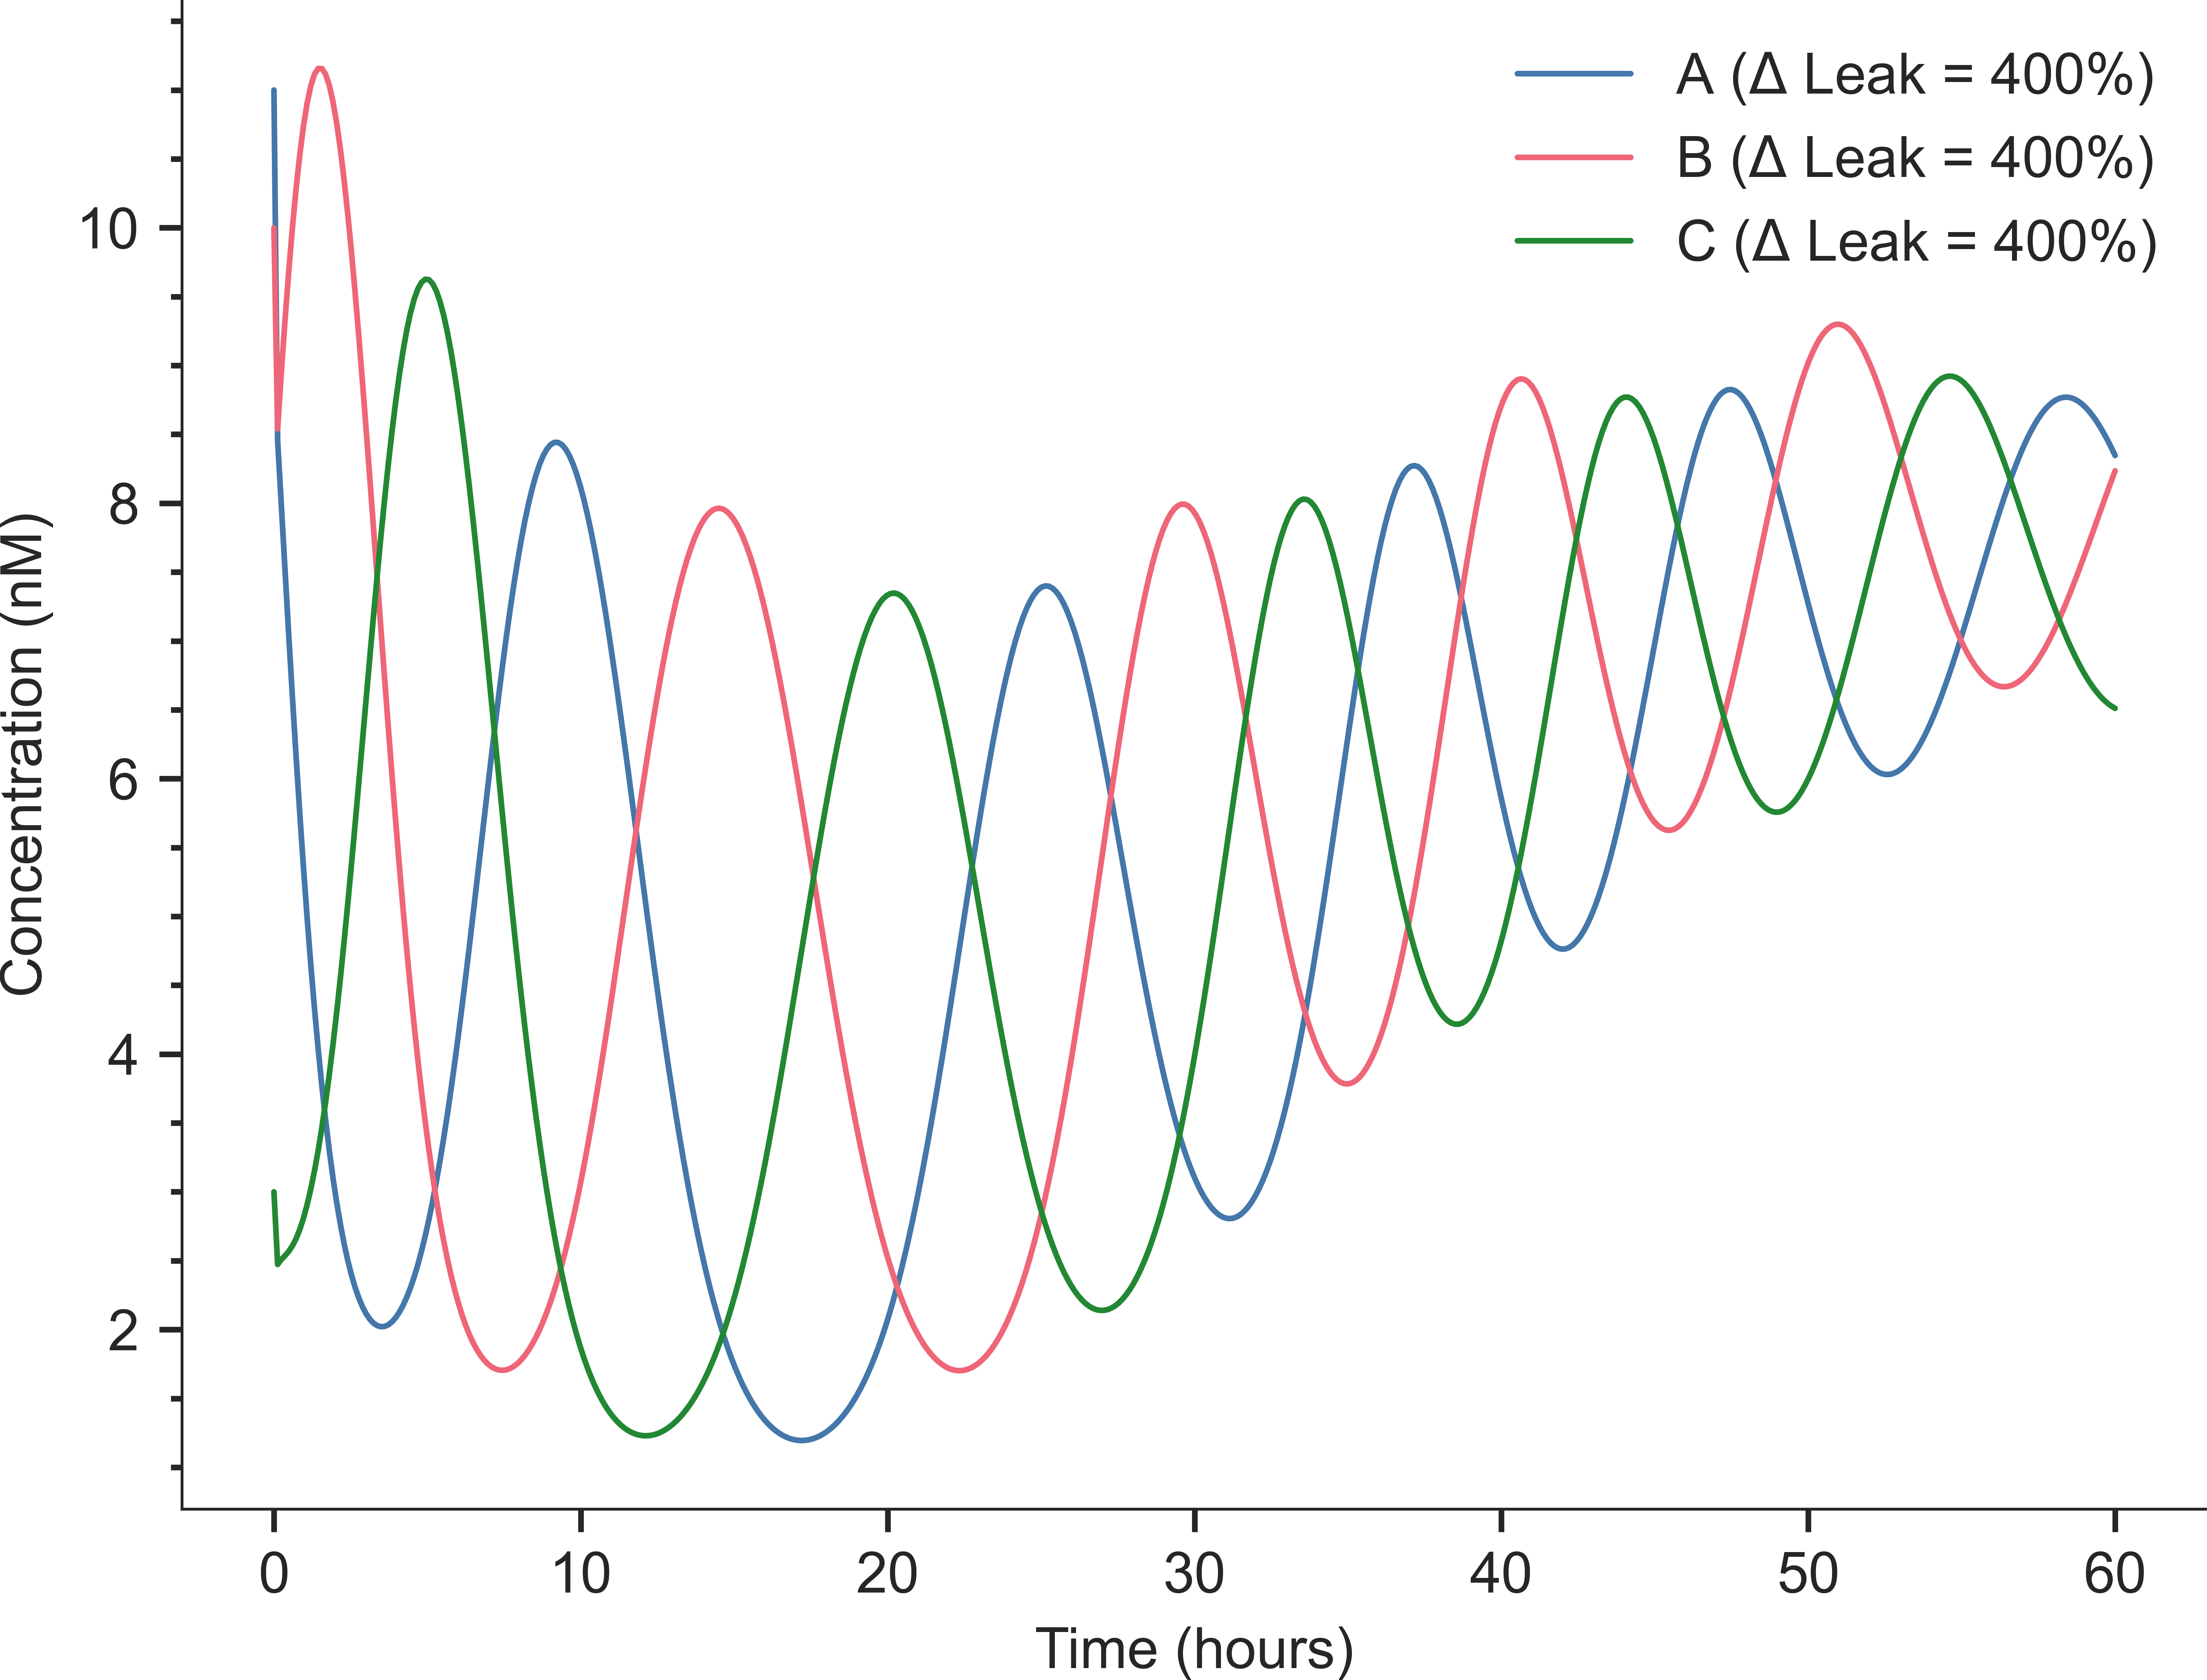 A (Δ Leak = 400%)
B (Δ Leak = 400%)
C (Δ Leak = 400%)
Concentration (nM)
10
8
6
4
2
0 10 20 30 40 50 60
Time (hours)